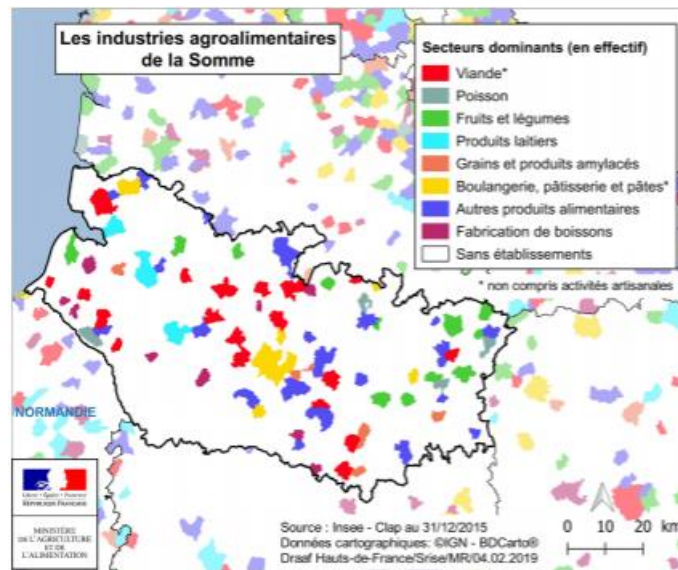 Les industries agroalimentaires
de la Somme
Secteurs dominants (en effectif)
Viande*
Poisson
Fruits et légumes
Produits laitiers
Grains et produits amylacés
Boulangerie, pâtisserie et pâtes*
Autres produits alimentaires
Fabrication de boissons
Sans établissements
* non compris activités artisanales
NORMANDIE
RÉPUBLIQUE FRANÇAISE
MINISTÈRE
DE L'AGRICULTURE
ET DE
L'ALIMENTATION
Source : Insee - Clap au 31/12/2015
Données cartographiques: ©IGN - BDCarto®
Draaf Hauts-de-France/Srise/MR/04.02.2019
0 10 20 km